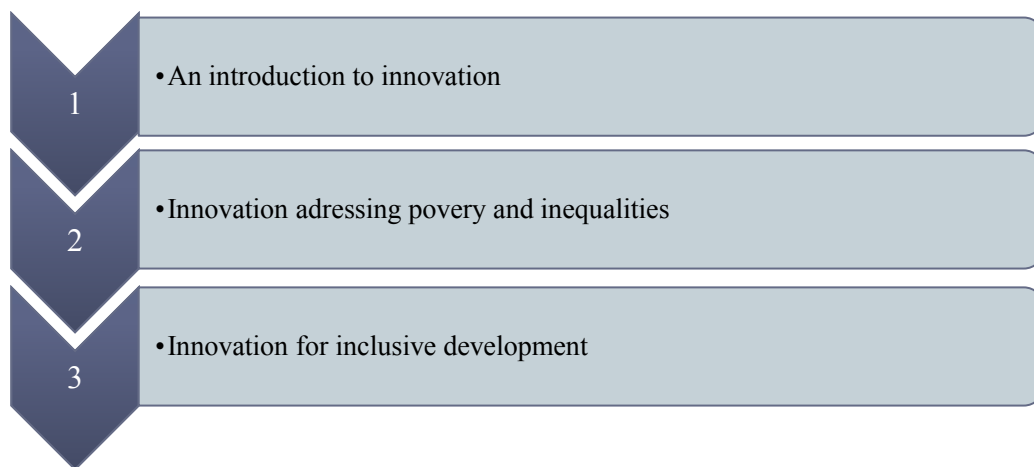 1
•An introduction to innovation
2
•Innovation adressing povery and inequalities
3
•Innovation for inclusive development